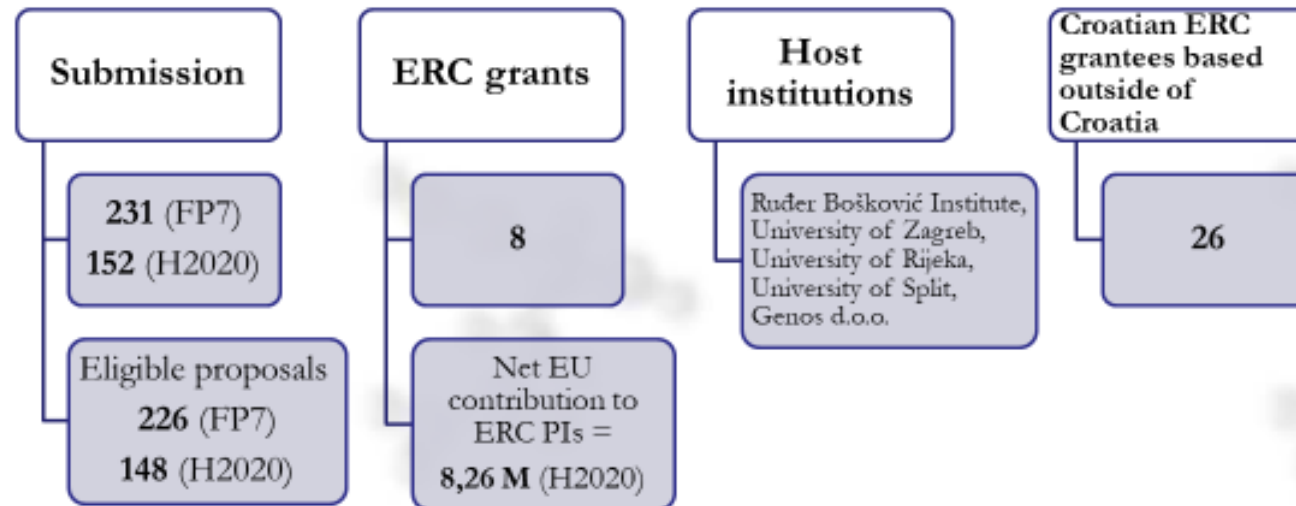 Submission
231 (FP7)
152 (H2020)
Eligible proposals
226 (FP7)
148 (H2020)
ERC grants
8
Net EU
contribution to
ERC PIs =
8,26 M (H2020)
Host
institutions
Ruđer Bošković Institute,
University of Zagreb,
University of Rijeka,
University of Split,
Genos d.o.o.
Croatian ERC
grantees based
outside of
Croatia
26